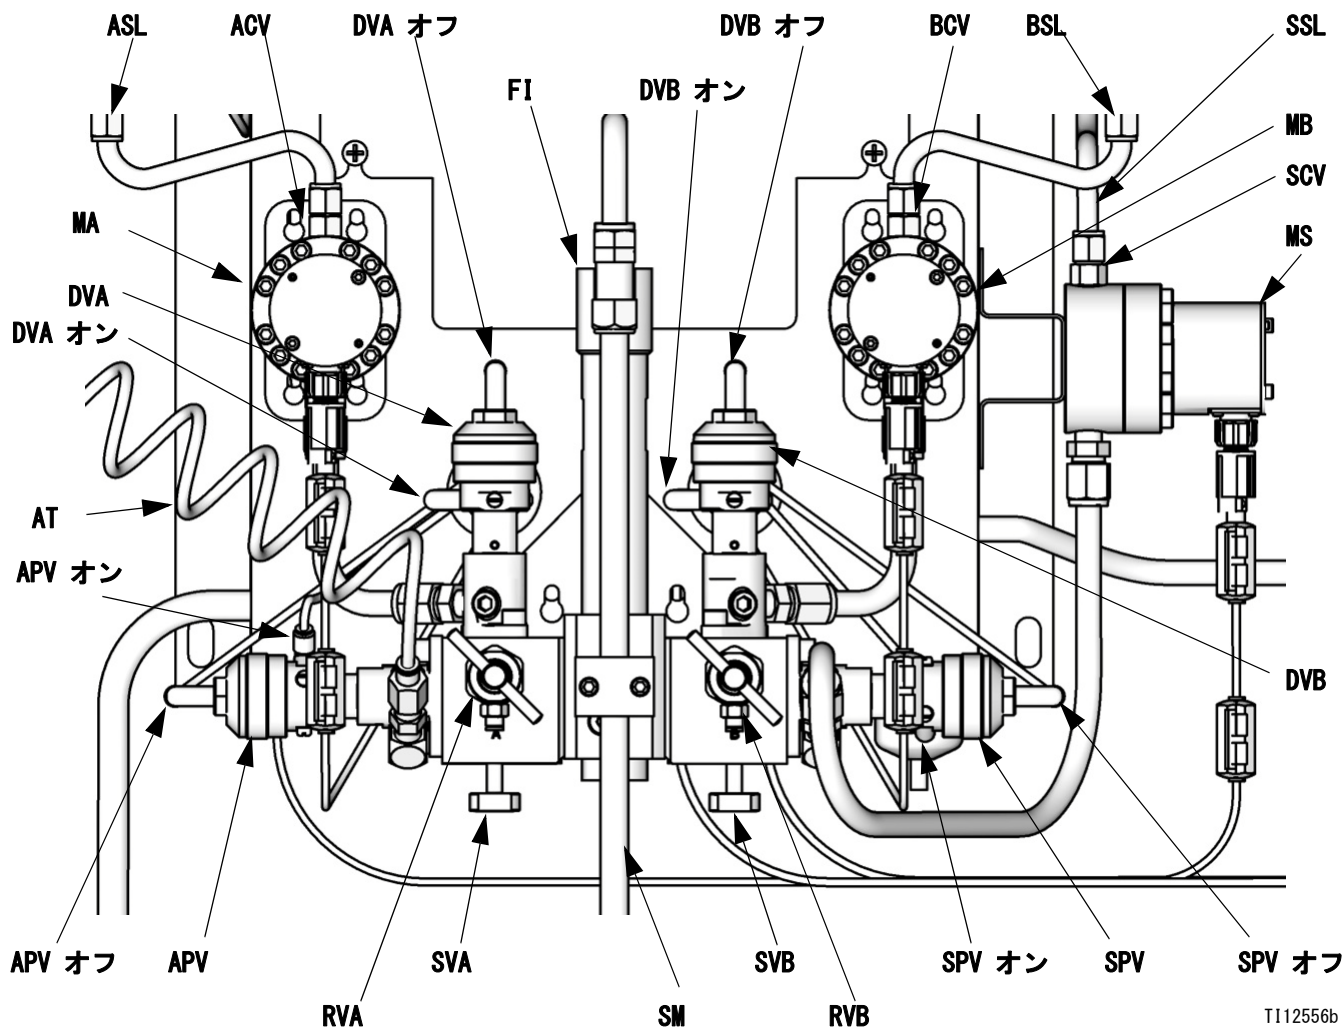 ASL
ACV
DVA オフ
DVB オフ
BCV
BSL
SSL
FI
DVB オン
MB
SCV
MA
MS
DVA
DVA オン
AT
APV オン
DVB
A
B
APV オフ
APV
SVA
SVB
SPV オン
SPV
SPV オフ
RVA
SM
RVB
TI12556b